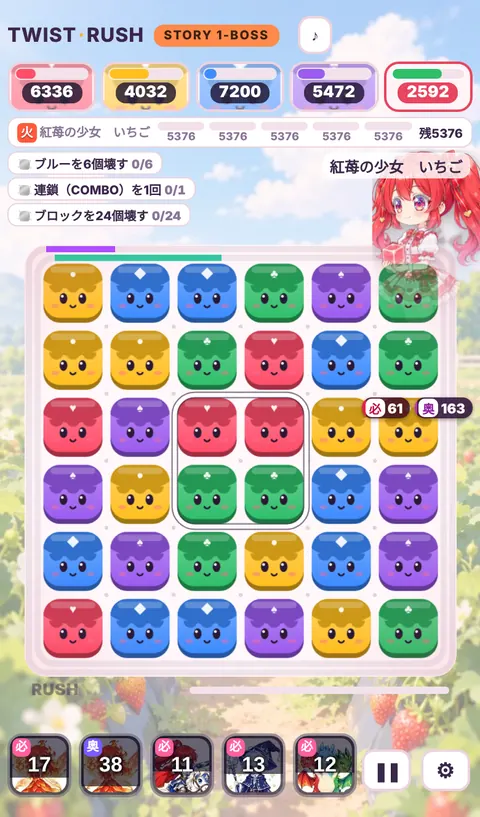 TWIST·RUSH STORY 1-BOSS ♪
6336 4032 7200 5472 2592
火 紅苺の少女 いちご 5376 5376 5376 5376 5376 残5376
ブルーを6個壊す 0/6
紅苺の少女 いちご
連鎖（COMBO）を1回 0/1
ブロックを24個壊す 0/24
必 61 奥 163
RUSH
必 17 奥 38 必 11 必 13 必 12